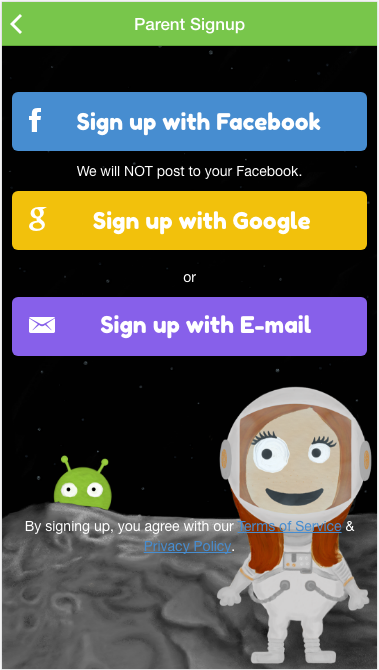 Parent Signup
f Sign up with Facebook
We will NOT post to your Facebook.
g Sign up with Google
or
Sign up with E-mail
By signing up, you agree with our Terms of Service &
Privacy Policy.